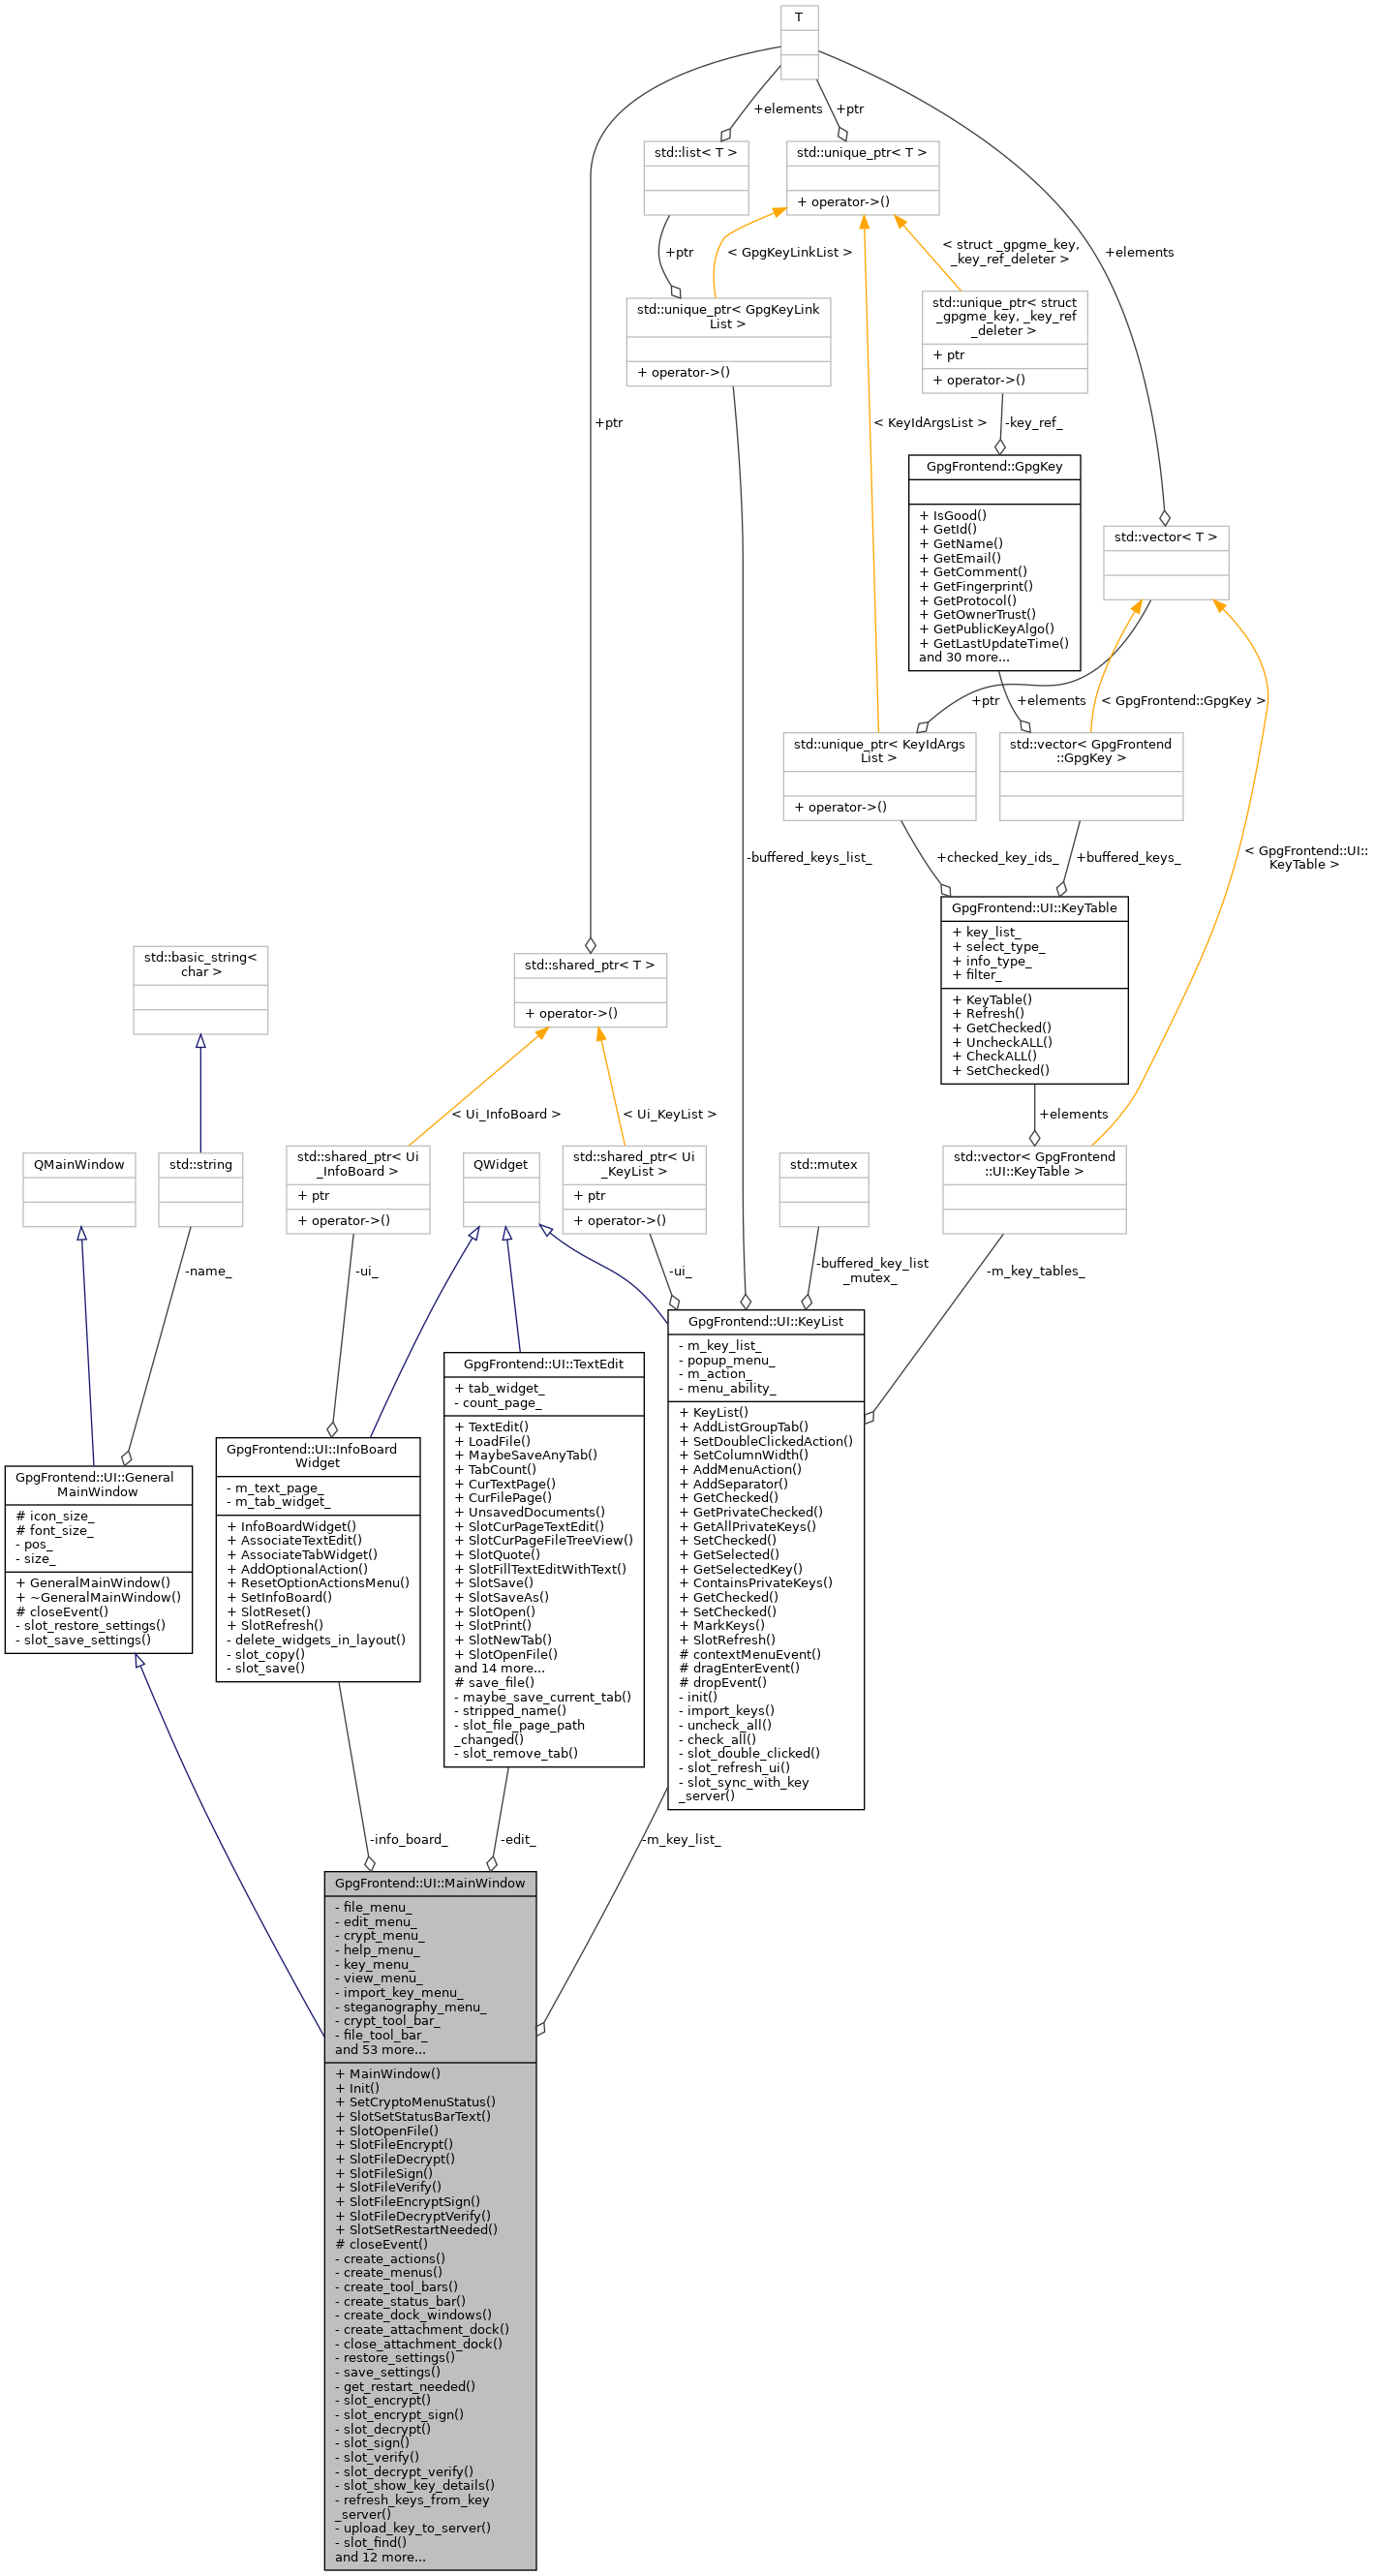 T
+elements
+ptr
std::list< T >
std::unique_ptr< T >
+ operator->()
+ptr
< GpgKeyLinkList >
< struct _gpgme_key,
_key_ref_deleter >
+elements
std::unique_ptr< GpgKeyLink
List >
+ operator->()
std::unique_ptr< struct
_gpgme_key, _key_ref
_deleter >
+ ptr
+ operator->()
+ptr
< KeyIdArgsList >
-key_ref_
GpgFrontend::GpgKey
+ IsGood()
+ GetId()
+ GetName()
+ GetEmail()
+ GetComment()
+ GetFingerprint()
+ GetProtocol()
+ GetOwnerTrust()
+ GetPublicKeyAlgo()
+ GetLastUpdateTime()
and 30 more...
std::vector< T >
+ptr
+elements
< GpgFrontend::GpgKey >
std::unique_ptr< KeyIdArgs
List >
+ operator->()
std::vector< GpgFrontend
::GpgKey >
-buffered_keys_list_
+checked_key_ids_
+buffered_keys_
< GpgFrontend::UI::
KeyTable >
GpgFrontend::UI::KeyTable
+ key_list_
+ select_type_
+ info_type_
+ filter_
+ KeyTable()
+ Refresh()
+ GetChecked()
+ UncheckALL()
+ CheckALL()
+ SetChecked()
std::basic_string<
char >
std::shared_ptr< T >
+ operator->()
< Ui_InfoBoard >
< Ui_KeyList >
+elements
QMainWindow
std::string
std::shared_ptr< Ui
_InfoBoard >
+ ptr
+ operator->()
QWidget
std::shared_ptr< Ui
_KeyList >
+ ptr
+ operator->()
std::mutex
std::vector< GpgFrontend
::UI::KeyTable >
-name_
-ui_
-ui_
-buffered_key_list
_mutex_
-m_key_tables_
GpgFrontend::UI::General
MainWindow
# icon_size_
# font_size_
- pos_
- size_
+ GeneralMainWindow()
+ ~GeneralMainWindow()
# closeEvent()
- slot_restore_settings()
- slot_save_settings()
GpgFrontend::UI::InfoBoard
Widget
- m_text_page_
- m_tab_widget_
+ InfoBoardWidget()
+ AssociateTextEdit()
+ AssociateTabWidget()
+ AddOptionalAction()
+ ResetOptionActionsMenu()
+ SetInfoBoard()
+ SlotReset()
+ SlotRefresh()
- delete_widgets_in_layout()
- slot_copy()
- slot_save()
GpgFrontend::UI::TextEdit
+ tab_widget_
- count_page_
+ TextEdit()
+ LoadFile()
+ MaybeSaveAnyTab()
+ TabCount()
+ CurTextPage()
+ CurFilePage()
+ UnsavedDocuments()
+ SlotCurPageTextEdit()
+ SlotCurPageFileTreeView()
+ SlotQuote()
+ SlotFillTextEditWithText()
+ SlotSave()
+ SlotSaveAs()
+ SlotOpen()
+ SlotPrint()
+ SlotNewTab()
+ SlotOpenFile()
and 14 more...
# save_file()
- maybe_save_current_tab()
- stripped_name()
- slot_file_page_path
_changed()
- slot_remove_tab()
GpgFrontend::UI::KeyList
- m_key_list_
- popup_menu_
- m_action_
- menu_ability_
+ KeyList()
+ AddListGroupTab()
+ SetDoubleClickedAction()
+ SetColumnWidth()
+ AddMenuAction()
+ AddSeparator()
+ GetChecked()
+ GetPrivateChecked()
+ GetAllPrivateKeys()
+ SetChecked()
+ GetSelected()
+ GetSelectedKey()
+ ContainsPrivateKeys()
+ GetChecked()
+ SetChecked()
+ MarkKeys()
+ SlotRefresh()
# contextMenuEvent()
# dragEnterEvent()
# dropEvent()
- init()
- import_keys()
- uncheck_all()
- check_all()
- slot_double_clicked()
- slot_refresh_ui()
- slot_sync_with_key
_server()
-info_board_
-edit_
-m_key_list_
GpgFrontend::UI::MainWindow
- file_menu_
- edit_menu_
- crypt_menu_
- help_menu_
- key_menu_
- view_menu_
- import_key_menu_
- steganography_menu_
- crypt_tool_bar_
- file_tool_bar_
and 53 more...
+ MainWindow()
+ Init()
+ SetCryptoMenuStatus()
+ SlotSetStatusBarText()
+ SlotOpenFile()
+ SlotFileEncrypt()
+ SlotFileDecrypt()
+ SlotFileSign()
+ SlotFileVerify()
+ SlotFileEncryptSign()
+ SlotFileDecryptVerify()
+ SlotSetRestartNeeded()
# closeEvent()
- create_actions()
- create_menus()
- create_tool_bars()
- create_status_bar()
- create_dock_windows()
- create_attachment_dock()
- close_attachment_dock()
- restore_settings()
- save_settings()
- get_restart_needed()
- slot_encrypt()
- slot_encrypt_sign()
- slot_decrypt()
- slot_sign()
- slot_verify()
- slot_decrypt_verify()
- slot_show_key_details()
- refresh_keys_from_key
_server()
- upload_key_to_server()
- slot_find()
and 12 more...